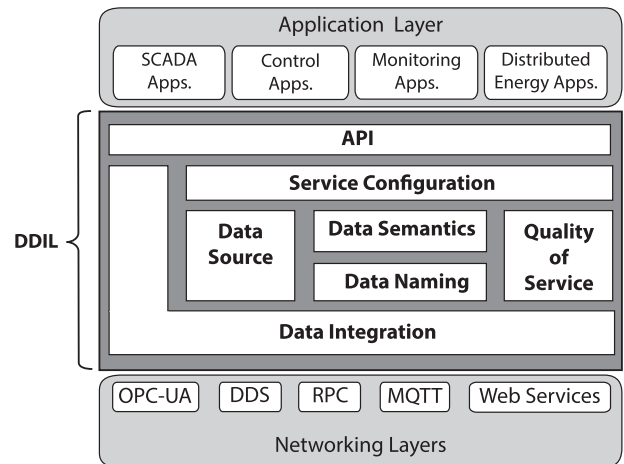 Application Layer
SCADA
Apps.
Control
Apps.
Monitoring
Apps.
Distributed
Energy Apps.
DDIL
API
Service Configuration
Data
Source
Data Semantics
Data Naming
Quality
of
Service
Data Integration
OPC-UA
DDS
RPC
MQTT
Web Services
Networking Layers